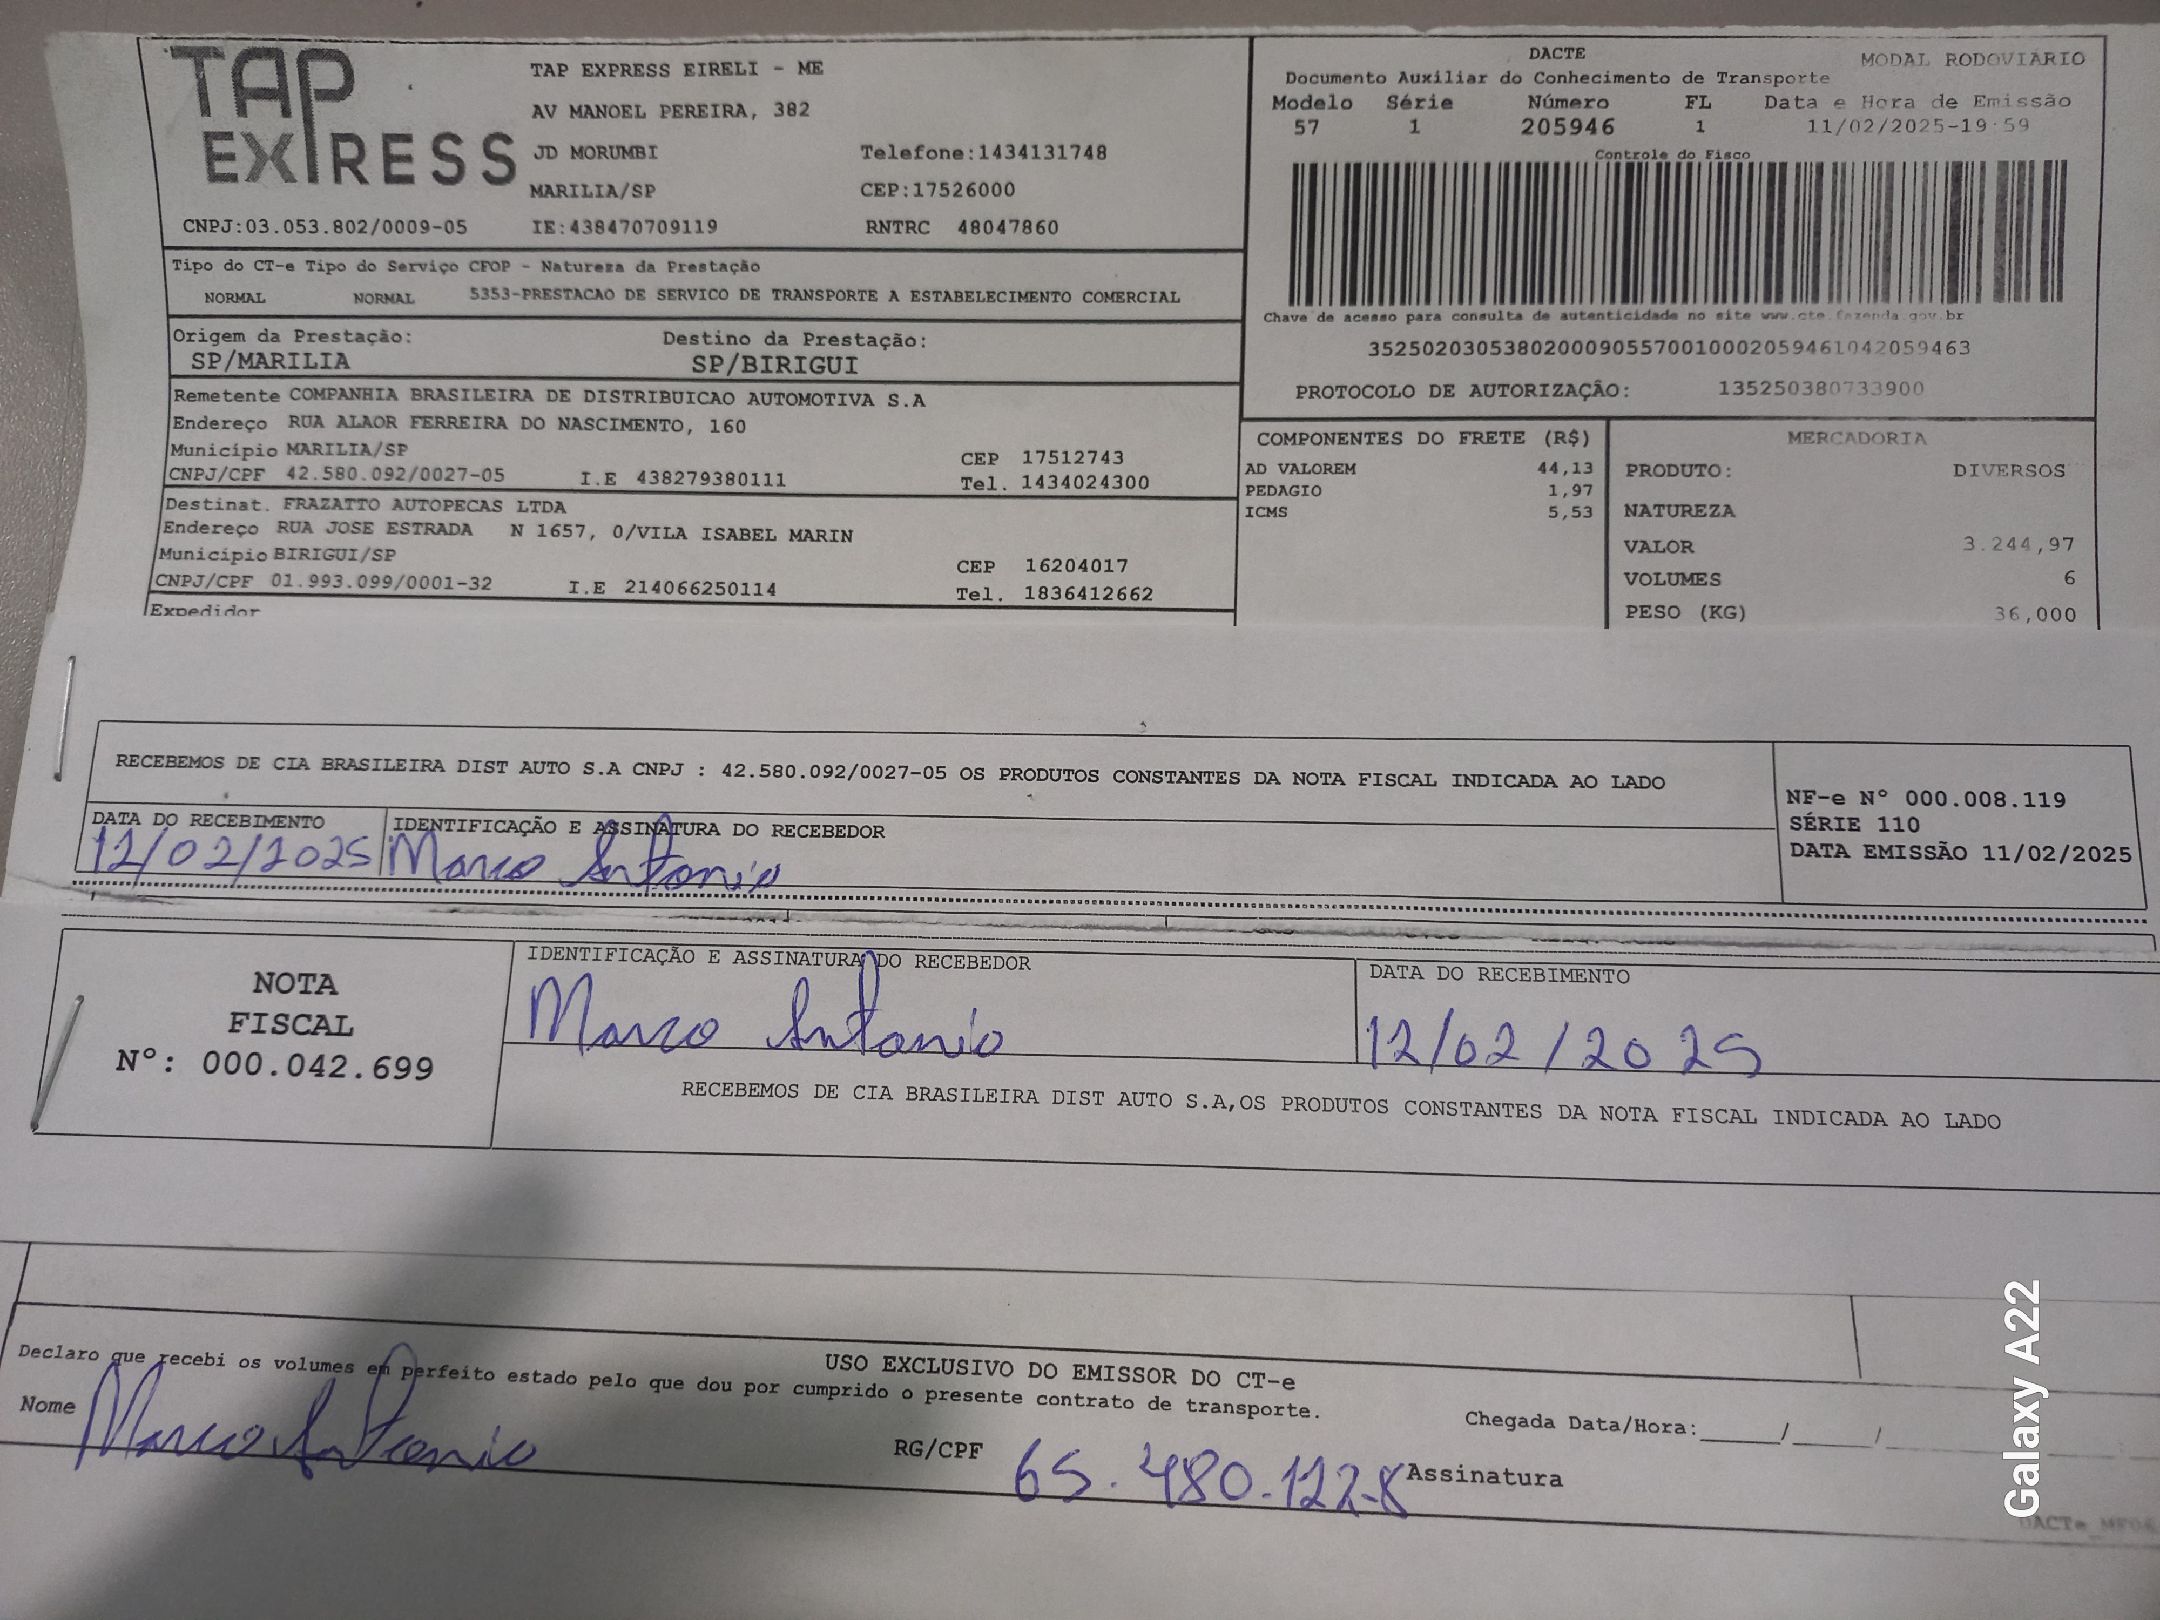 TAP
EXPRESS
TAP EXPRESS EIRELI - ME
AV MANOEL PEREIRA, 382
JD MORUMBI Telefone:1434131748
MARILIA/SP CEP:17526000
CNPJ:03.053.802/0009-05 IE:438470709119 RNTRC 48047860
DACTE MODAL RODOVIÁRIO
Documento Auxiliar do Conhecimento de Transporte
Modelo Série Número FL Data e Hora de Emissão
57 1 205946 1 11/02/2025-19:59
Controle do Fisco
Chave de acesso para consulta de autenticidade no site www.cte.fazenda.gov.br
35250203053802000905570010002059461042059463
PROTOCOLO DE AUTORIZAÇÃO: 135250380733900
Tipo do CT-e Tipo do Serviço CFOP - Natureza da Prestação
NORMAL NORMAL 5353-PRESTACAO DE SERVICO DE TRANSPORTE A ESTABELECIMENTO COMERCIAL
Origem da Prestação: Destino da Prestação:
SP/MARILIA SP/BIRIGUI
Remetente COMPANHIA BRASILEIRA DE DISTRIBUICAO AUTOMOTIVA S.A
Endereço RUA ALAOR FERREIRA DO NASCIMENTO, 160
Município MARILIA/SP CEP 17512743
CNPJ/CPF 42.580.092/0027-05 I.E 438279380111 Tel. 1434024300
Destinat. FRAZATTO AUTOPECAS LTDA
Endereço RUA JOSE ESTRADA N 1657, 0/VILA ISABEL MARIN
Município BIRIGUI/SP CEP 16204017
CNPJ/CPF 01.993.099/0001-32 I.E 214066250114 Tel. 1836412662
Expedidor
COMPONENTES DO FRETE (R$)
AD VALOREM 44,13
PEDAGIO 1,97
ICMS 5,53
MERCADORIA
PRODUTO: DIVERSOS
NATUREZA
VALOR 3.244,97
VOLUMES 6
PESO (KG) 36,000
RECEBEMOS DE CIA BRASILEIRA DIST AUTO S.A CNPJ : 42.580.092/0027-05 OS PRODUTOS CONSTANTES DA NOTA FISCAL INDICADA AO LADO
DATA DO RECEBIMENTO IDENTIFICAÇÃO E ASSINATURA DO RECEBEDOR
12/02/2025 Marco Antonio
NF-e Nº 000.008.119
SÉRIE 110
DATA EMISSÃO 11/02/2025
NOTA
FISCAL
Nº: 000.042.699
IDENTIFICAÇÃO E ASSINATURA DO RECEBEDOR DATA DO RECEBIMENTO
Marco Antonio 12/02/2025
RECEBEMOS DE CIA BRASILEIRA DIST AUTO S.A,OS PRODUTOS CONSTANTES DA NOTA FISCAL INDICADA AO LADO
USO EXCLUSIVO DO EMISSOR DO CT-e
Declaro que recebi os volumes em perfeito estado pelo que dou por cumprido o presente contrato de transporte.
Nome Marco Antonio RG/CPF 65.480.122-8 Assinatura
Chegada Data/Hora:_____/_____/
Galaxy A22